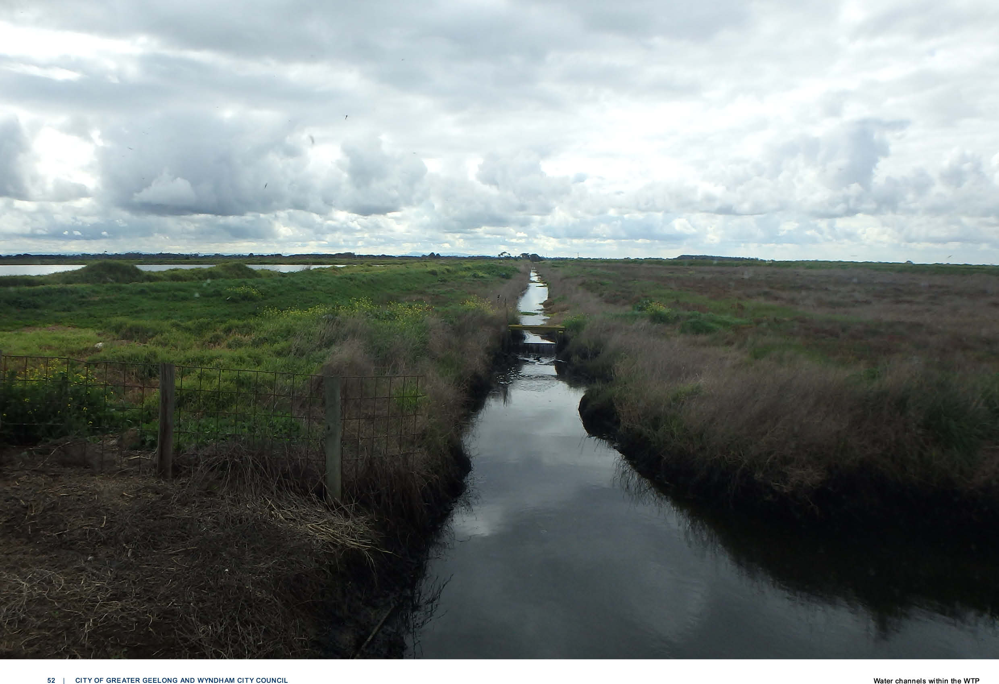 52 | CITY OF GREATER GEELONG AND WYNDHAM CITY COUNCIL
Water channels within the WTP